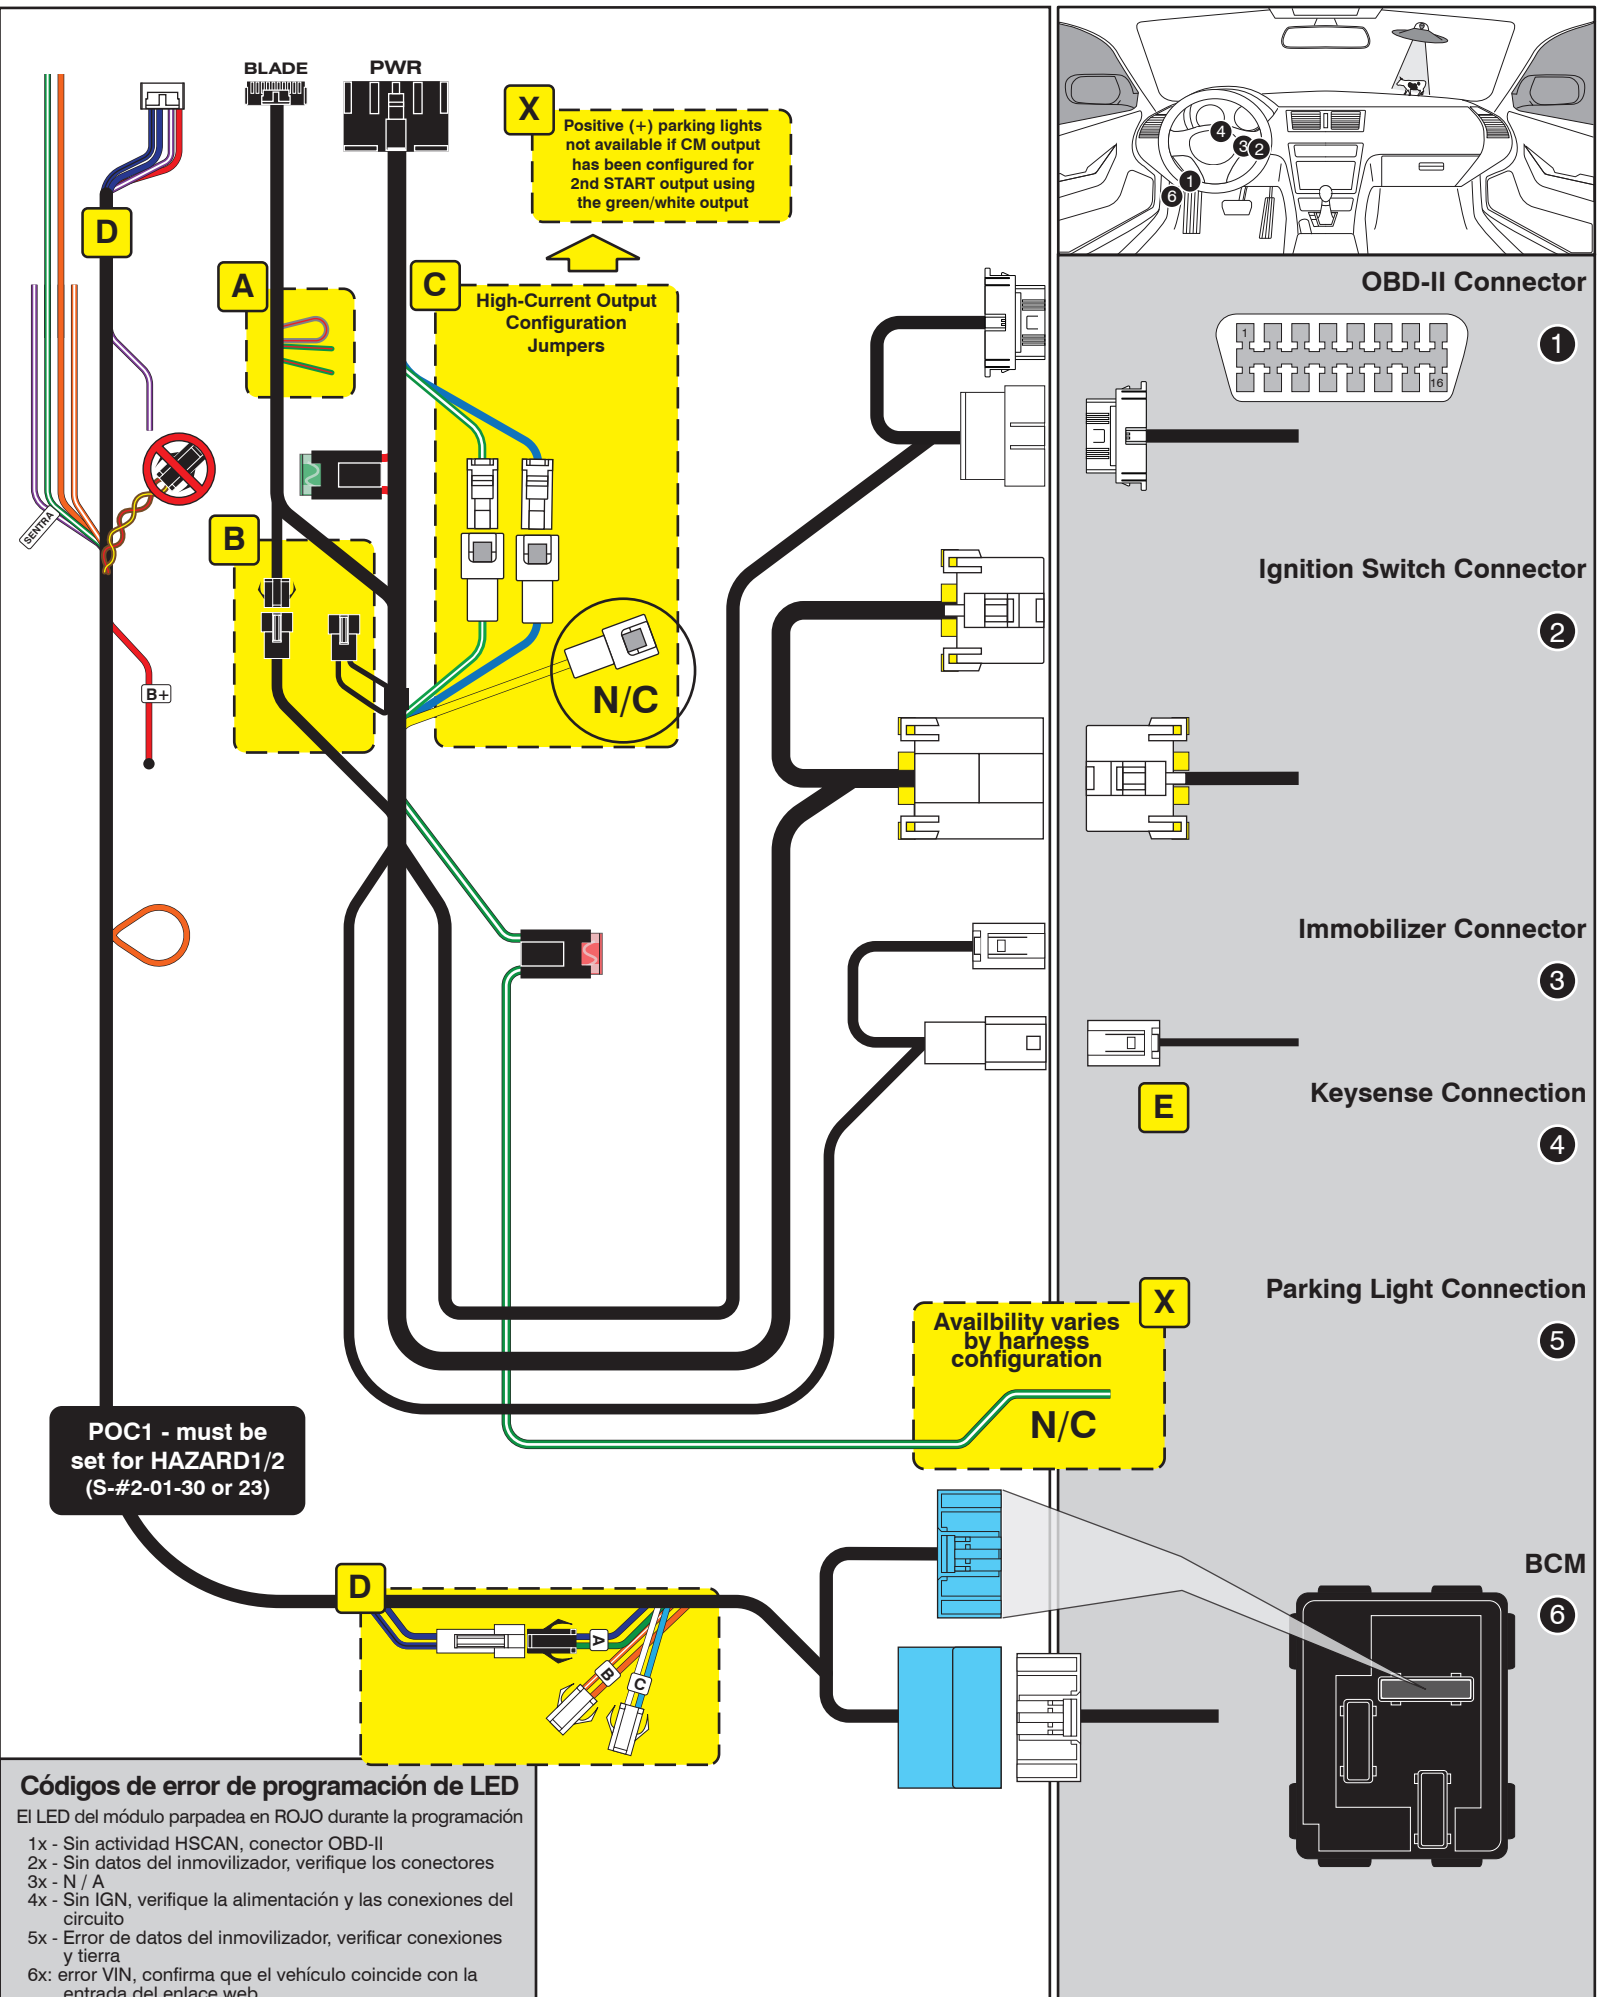 BLADE
PWR
X
Positive (+) parking lights
not available if CM output
has been configured for
2nd START output using
the green/white output
4
3
2
1
6
D
A
C
High-Current Output
Configuration
Jumpers
OBD-II Connector
1
1
16
SENTRA
B
Ignition Switch Connector
2
B+
N/C
Immobilizer Connector
3
Keysense Connection
E
4
Parking Light Connection
X
5
Availbility varies
by harness
configuration
N/C
POC1 - must be
set for HAZARD1/2
(S-#2-01-30 or 23)
BCM
6
D
A
B
C
Códigos de error de programación de LED
El LED del módulo parpadea en ROJO durante la programación
1x - Sin actividad HSCAN, conector OBD-II
2x - Sin datos del inmovilizador, verifique los conectores
3x - N / A
4x - Sin IGN, verifique la alimentación y las conexiones del
circuito
5x - Error de datos del inmovilizador, verificar conexiones
y tierra
6x: error VIN, confirma que el vehículo coincide con la
entrada del enlace web